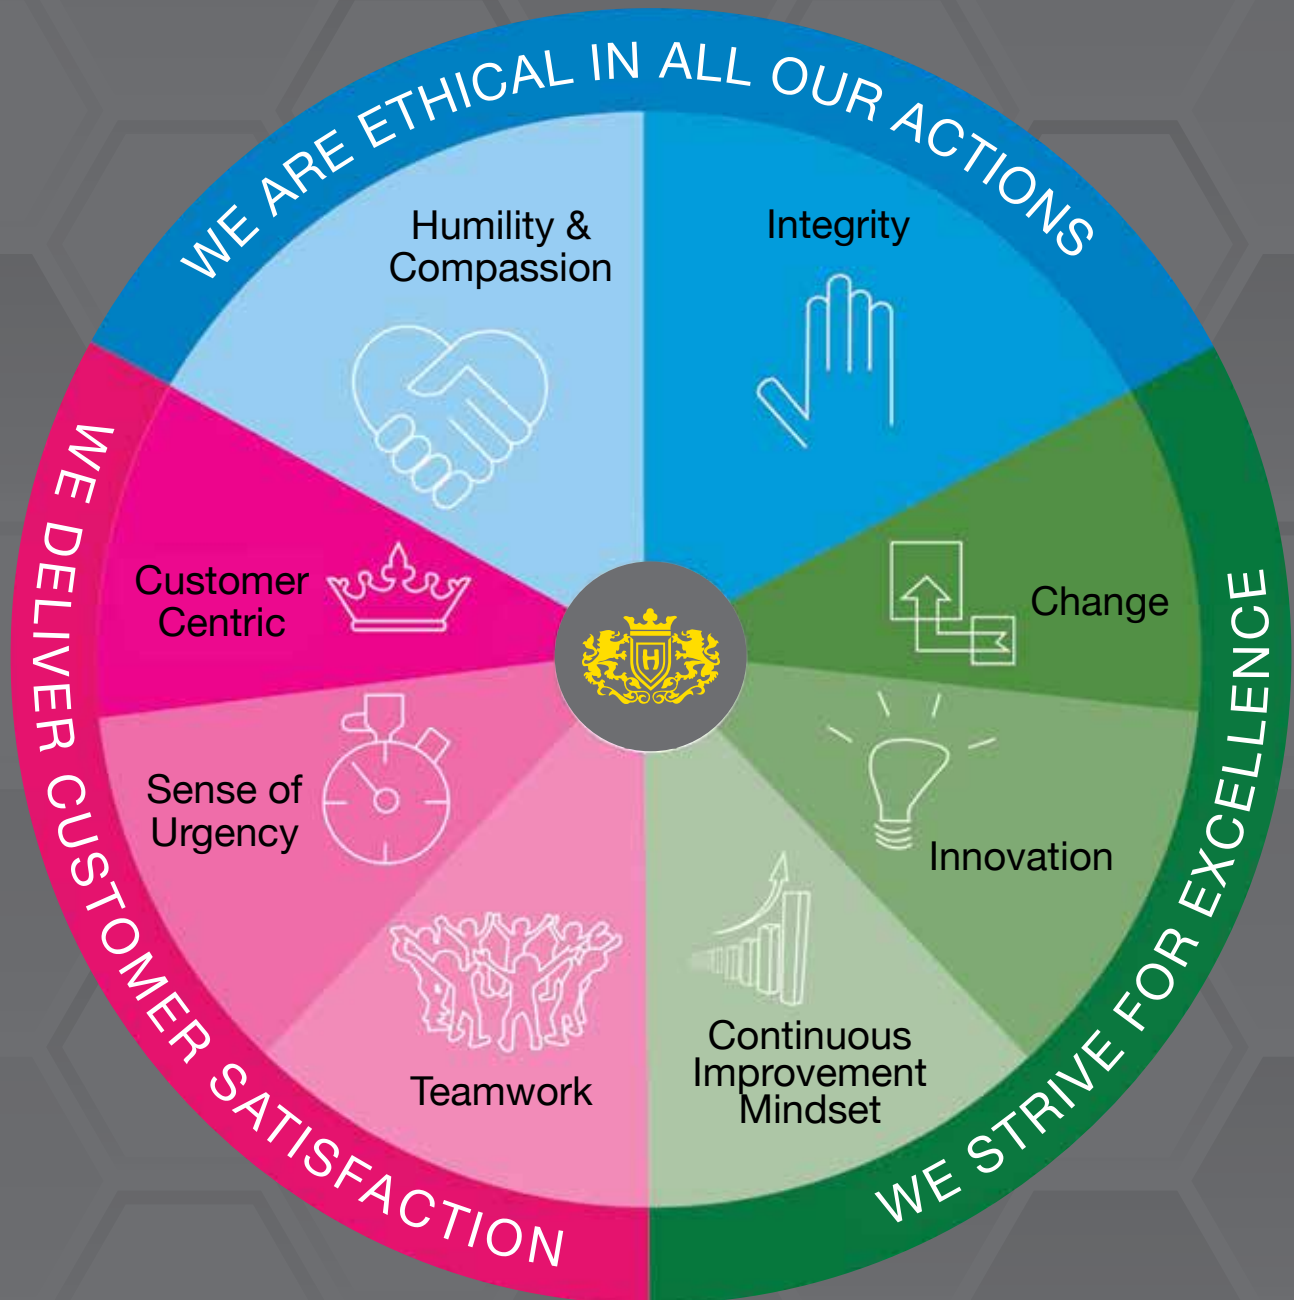 WE ARE ETHICAL IN ALL OUR ACTIONS
Humility &
Compassion
Integrity
Customer
Centric
Change
Sense of
Urgency
Innovation
Teamwork
Continuous
Improvement
Mindset
H
WE DELIVER CUSTOMER SATISFACTION
WE STRIVE FOR EXCELLENCE